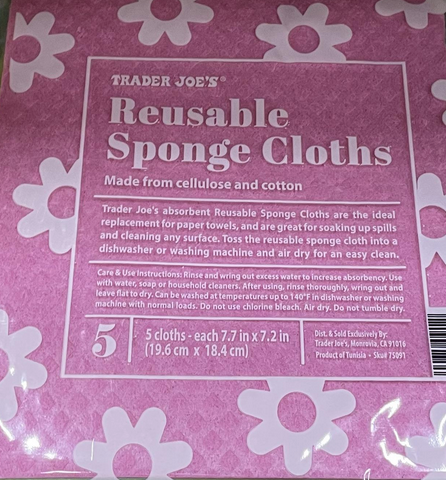 TRADER JOE'S®
Reusable
Sponge Cloths
Made from cellulose and cotton
Trader Joe's absorbent Reusable Sponge Cloths are the ideal
replacement for paper towels, and are great for soaking up spills
and cleaning any surface. Toss the reusable sponge cloth into a
dishwasher or washing machine and air dry for an easy clean.
Care & Use Instructions: Rinse and wring out excess water to increase absorbency. Use
with water, soap or household cleaners. After using, rinse thoroughly, wring out and
leave flat to dry. Can be washed at temperatures up to 140°F in dishwasher or washing
machine with normal loads. Do not use chlorine bleach. Air dry. Do not tumble dry.
5
5 cloths - each 7.7 in x 7.2 in
(19.6 cm x 18.4 cm)
Dist. & Sold Exclusively By:
Trader Joe's, Monrovia, CA 91016
Product of Tunisia • Sku# 75091